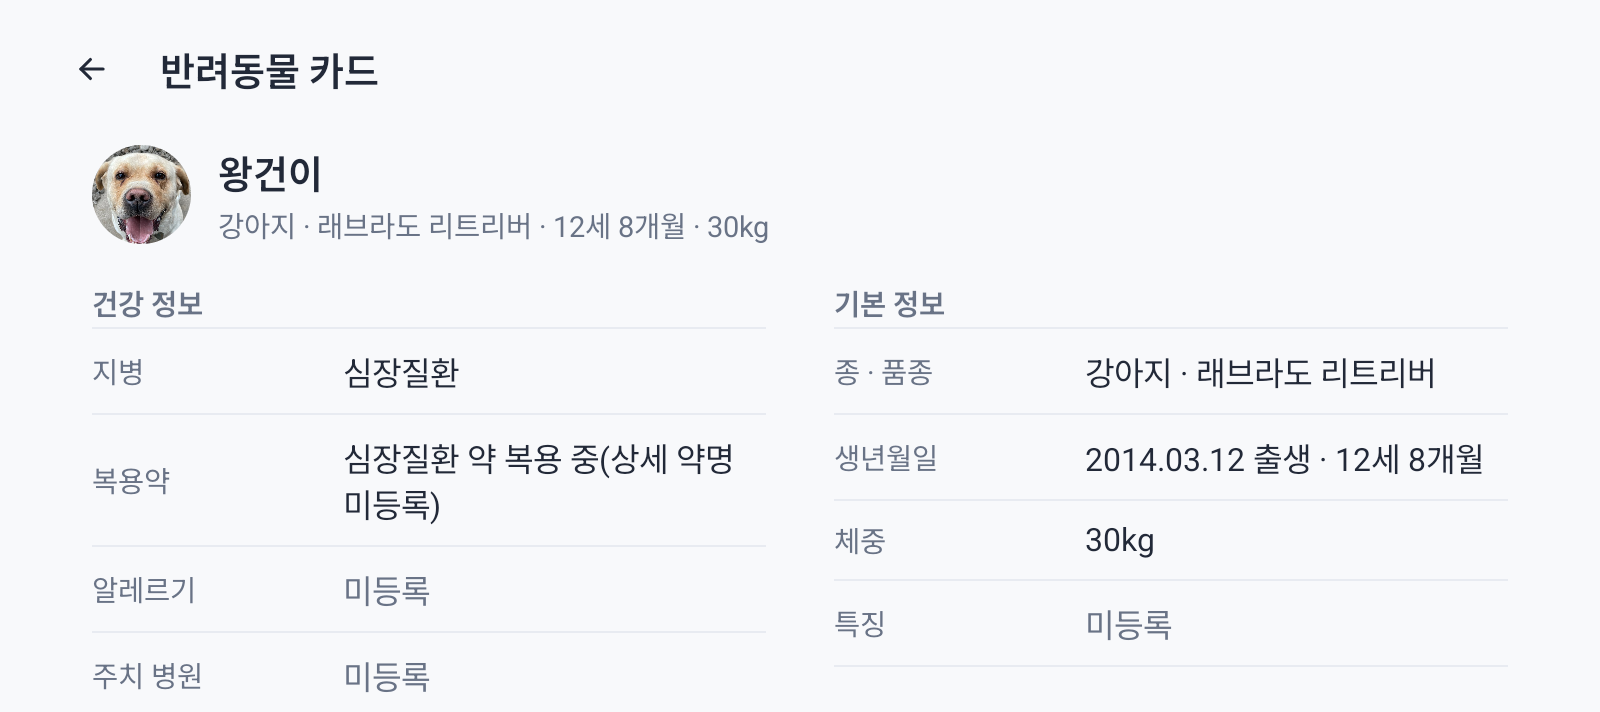 반려동물 카드
왕건이
강아지 · 래브라도 리트리버 · 12세 8개월 · 30kg
건강 정보
지병 심장질환
복용약 심장질환 약 복용 중(상세 약명
미등록)
알레르기 미등록
주치 병원 미등록
기본 정보
종 · 품종 강아지 · 래브라도 리트리버
생년월일 2014.03.12 출생 · 12세 8개월
체중 30kg
특징 미등록